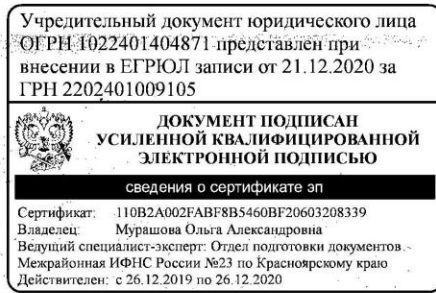 Учредительный документ юридического лица
ОГРН 1022401404871 представлен при
внесении в ЕГРЮЛ записи от 21.12.2020 за
ГРН 2202401009105
ДОКУМЕНТ ПОДПИСАН
УСИЛЕННОЙ КВАЛИФИЦИРОВАННОЙ
ЭЛЕКТРОННОЙ ПОДПИСЬЮ
сведения о сертификате эп
Сертификат: 110B2A002FABF8B5460BF20603208339
Владелец: Мурашова Ольга Александровна
Ведущий специалист-эксперт: Отдел подготовки документов
Межрайонная ИФНС России №23 по Красноярскому краю
Действителен: с 26.12.2019 по 26.12.2020